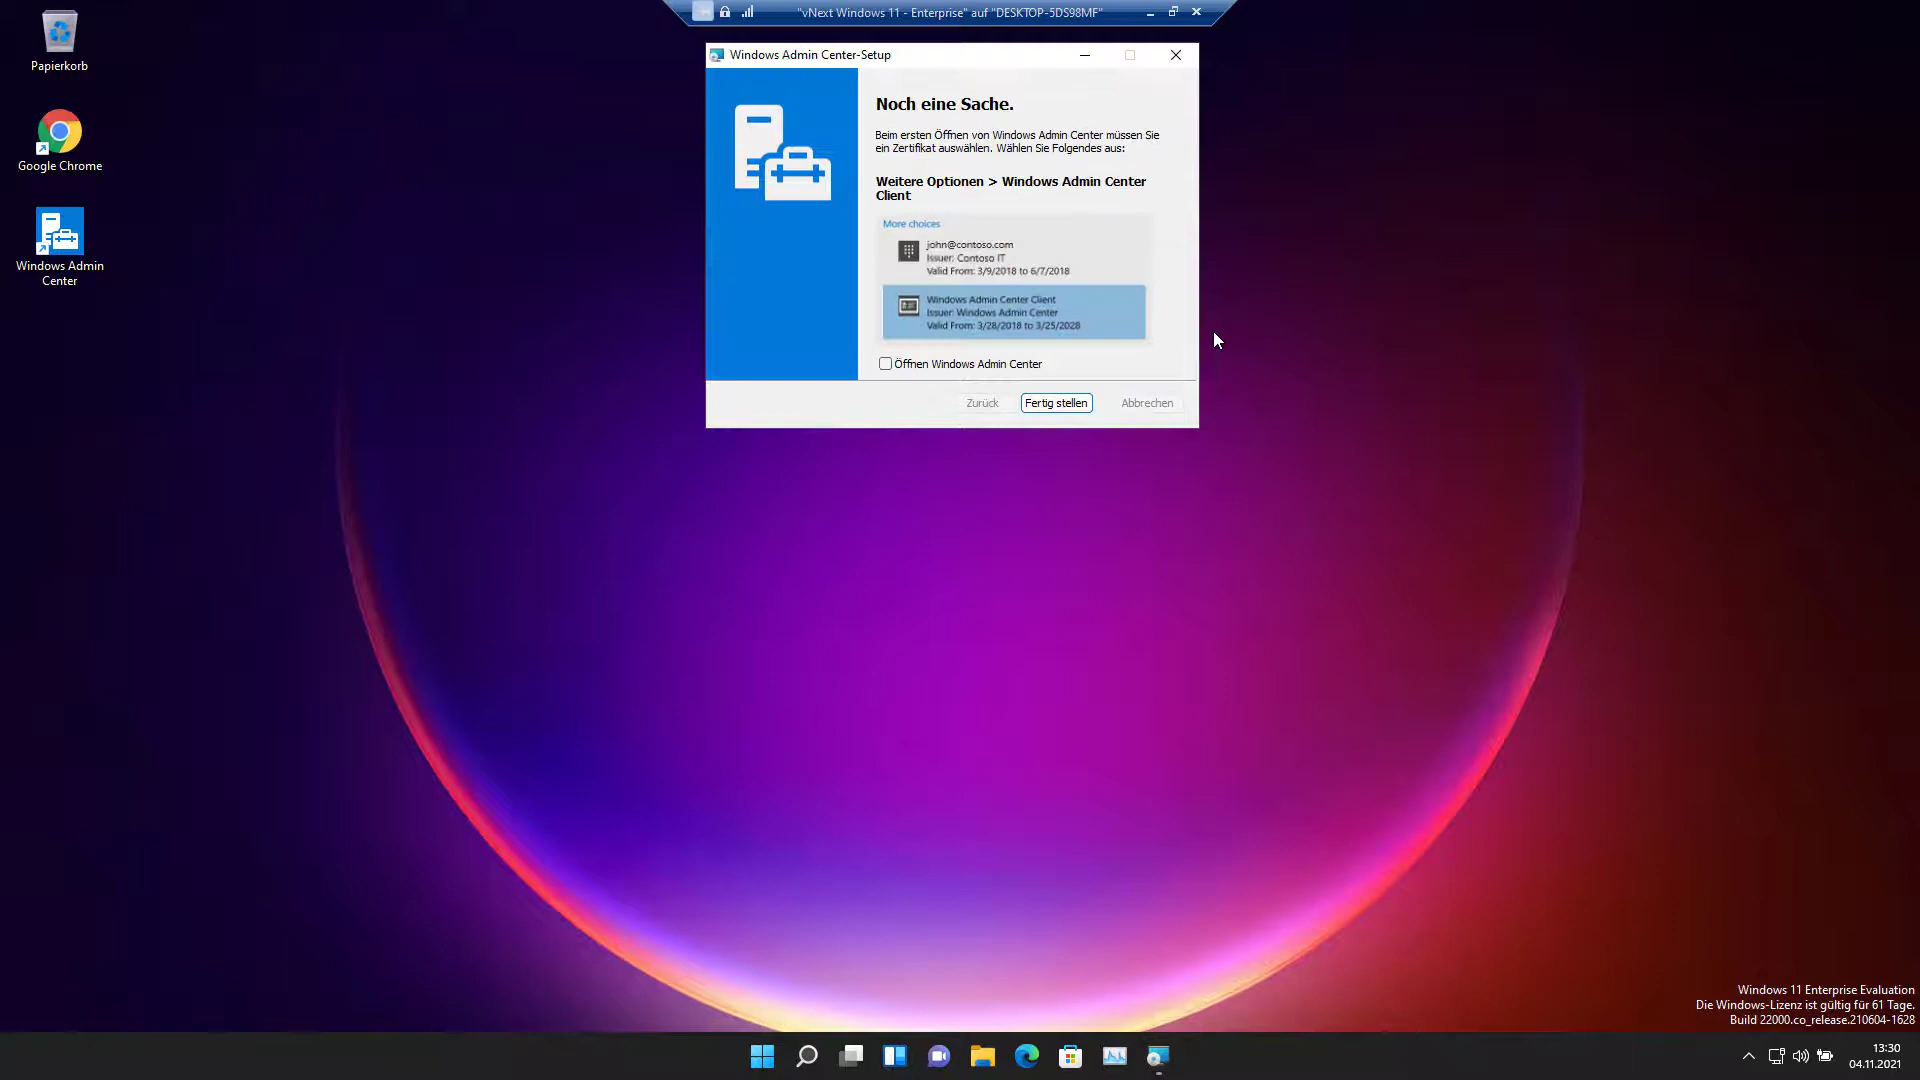 "vNext Windows 11 - Enterprise" auf "DESKTOP-5DS98MF"
Papierkorb
Google Chrome
Windows Admin
Center
Windows Admin Center-Setup
Noch eine Sache.
Beim ersten Öffnen von Windows Admin Center müssen Sie
ein Zertifikat auswählen. Wählen Sie Folgendes aus:
Weitere Optionen > Windows Admin Center
Client
More choices
john@contoso.com
Issuer: Contoso IT
Valid From: 3/9/2018 to 6/7/2018
Windows Admin Center Client
Issuer: Windows Admin Center
Valid From: 3/28/2018 to 3/25/2028
Öffnen Windows Admin Center
Zurück
Fertig stellen
Abbrechen
Windows 11 Enterprise Evaluation
Die Windows-Lizenz ist gültig für 61 Tage.
Build 22000.co_release.210604-1628
13:30
04.11.2021